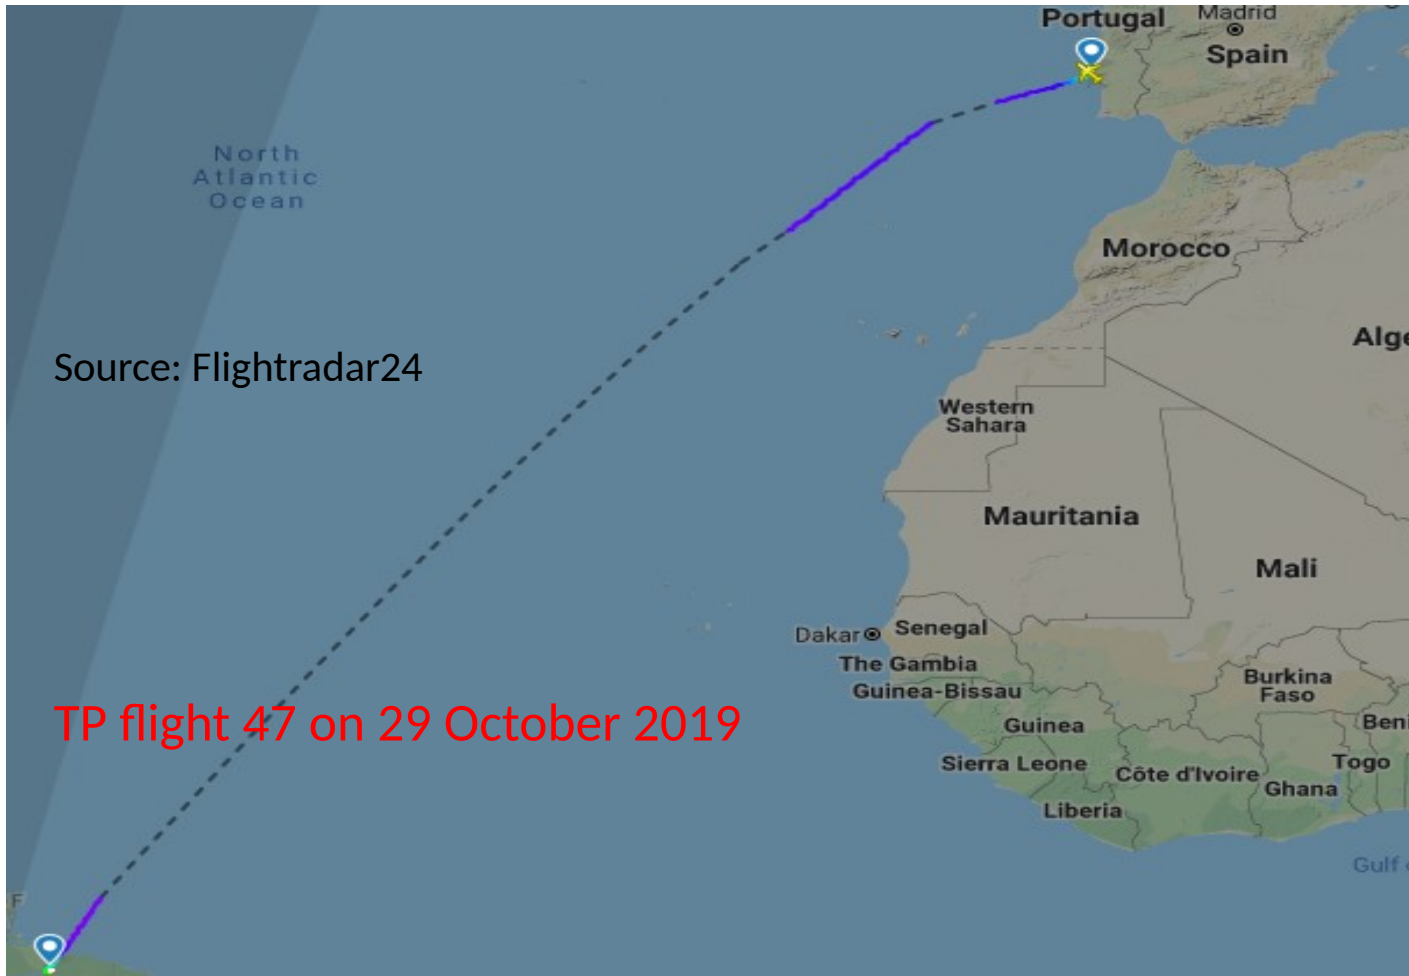 Portugal
Madrid
Spain
North
Atlantic
Ocean
Morocco
Source: Flightradar24
Alge
Western
Sahara
Mauritania
Mali
Dakar
Senegal
The Gambia
Guinea-Bissau
Burkina
Faso
TP flight 47 on 29 October 2019
Guinea
Beni
Sierra Leone
Côte d'Ivoire
Togo
Ghana
Liberia
Gulf
F